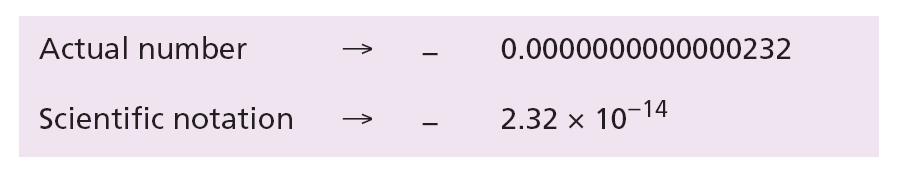 Actual number → – 0.0000000000000232
Scientific notation → – 2.32 × 10⁻¹⁴